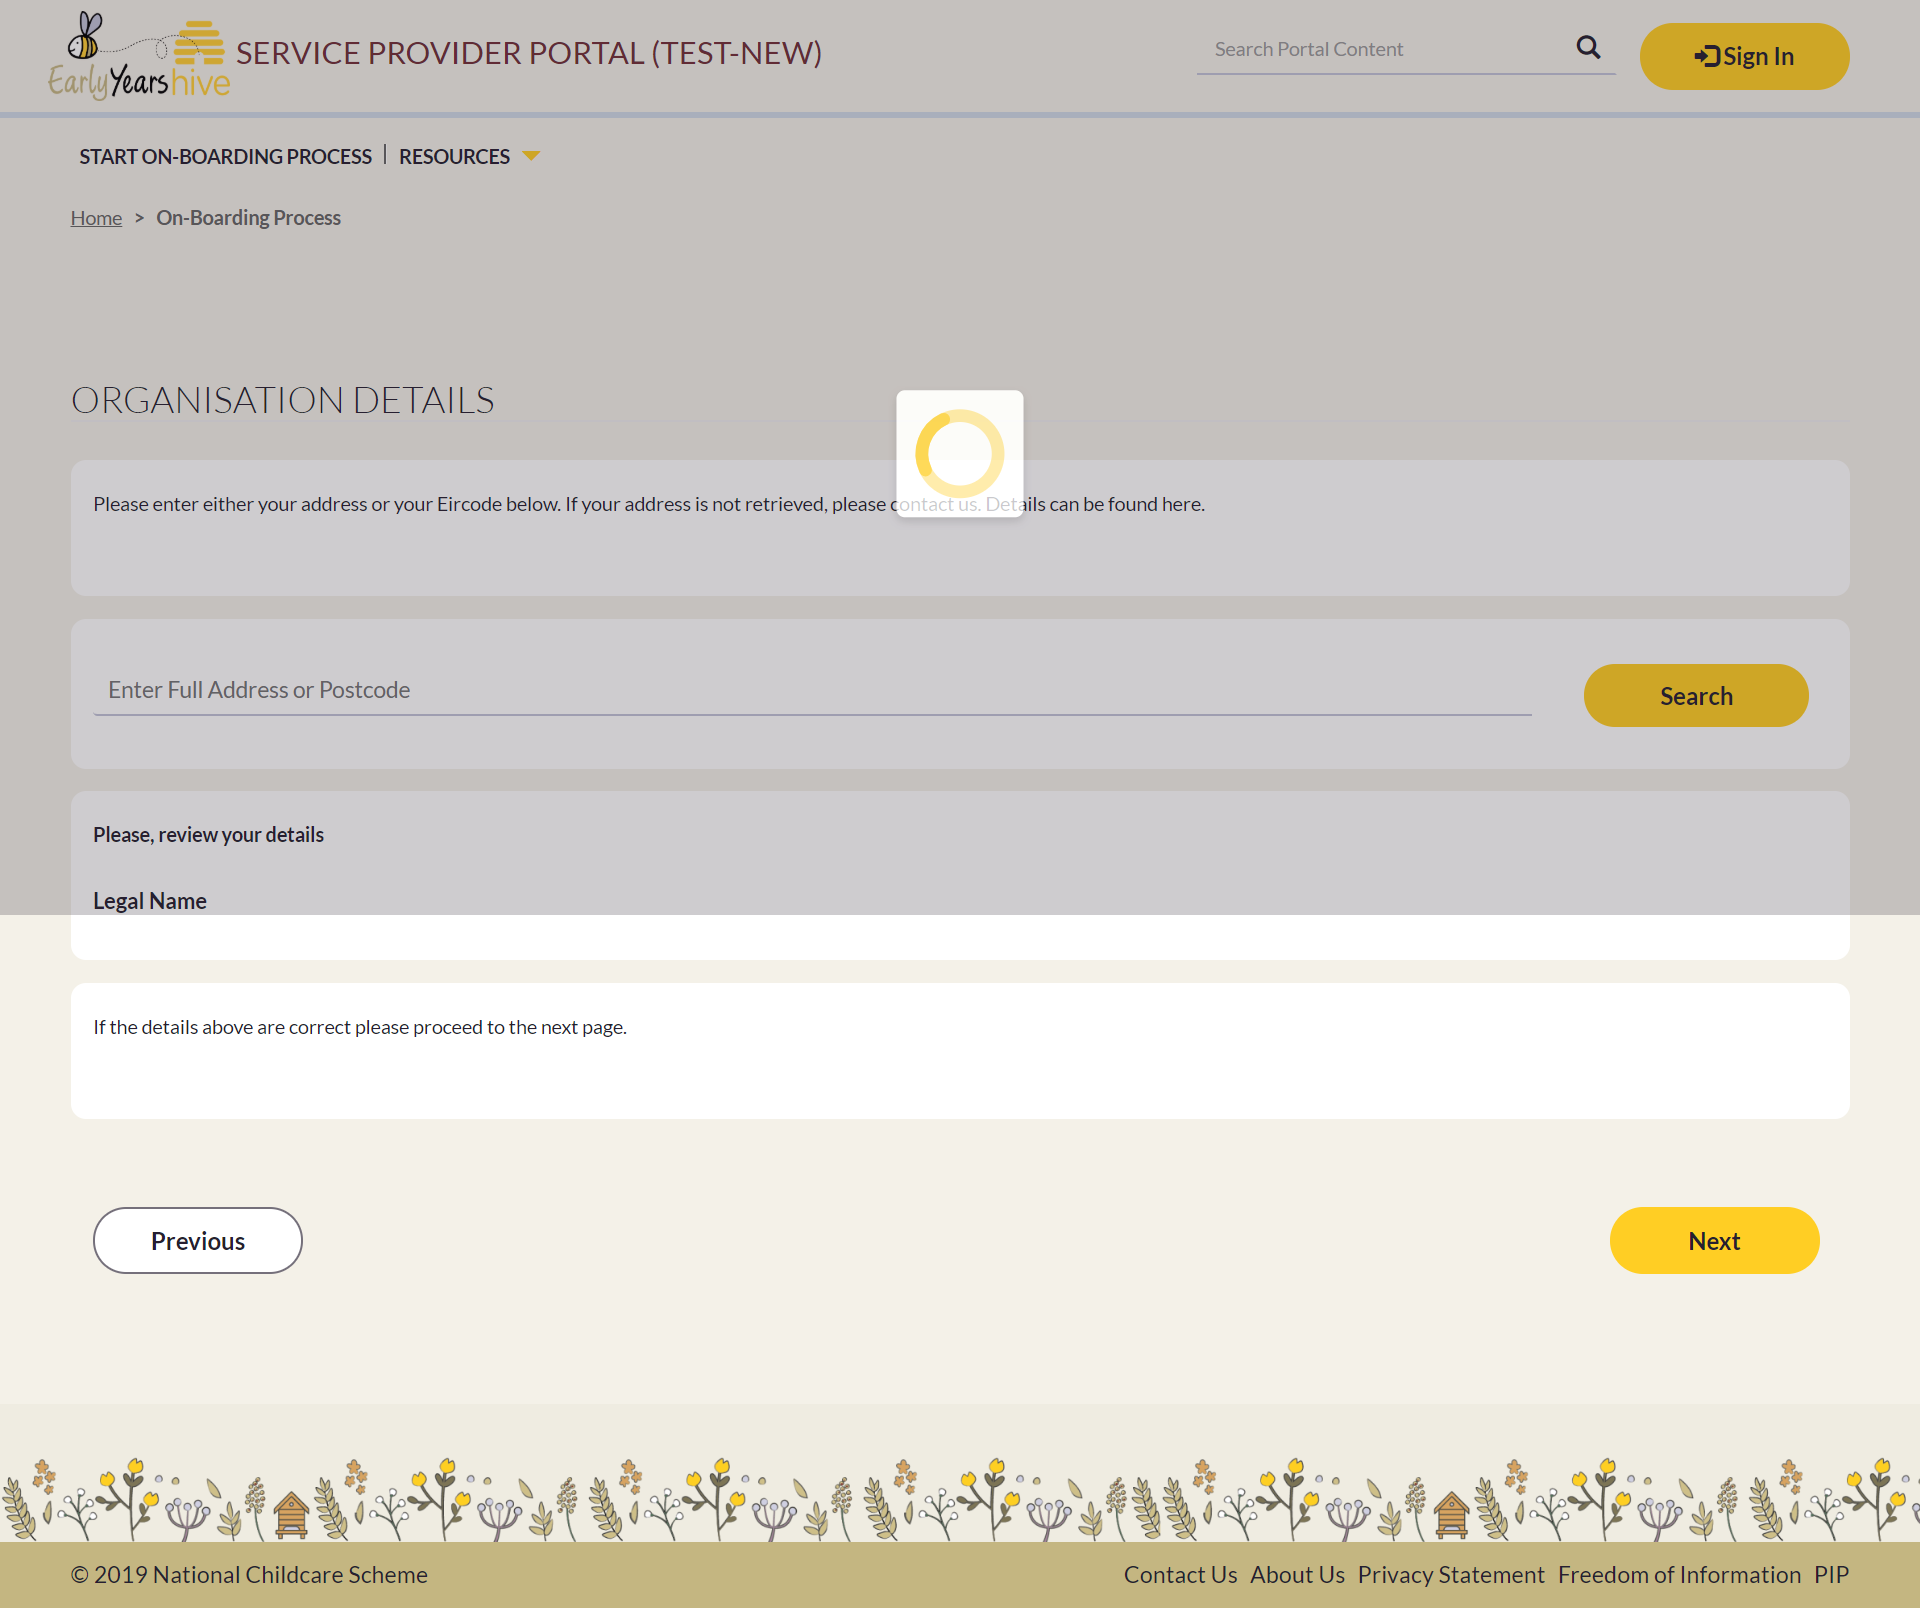 Early Years hive
SERVICE PROVIDER PORTAL (TEST-NEW)
Search Portal Content
Sign In
START ON-BOARDING PROCESS
RESOURCES
Home > On-Boarding Process
ORGANISATION DETAILS
Please enter either your address or your Eircode below. If your address is not retrieved, please contact us. Details can be found here.
Enter Full Address or Postcode
Search
Please, review your details
Legal Name
If the details above are correct please proceed to the next page.
Previous
Next
© 2019 National Childcare Scheme
Contact Us About Us Privacy Statement Freedom of Information PIP